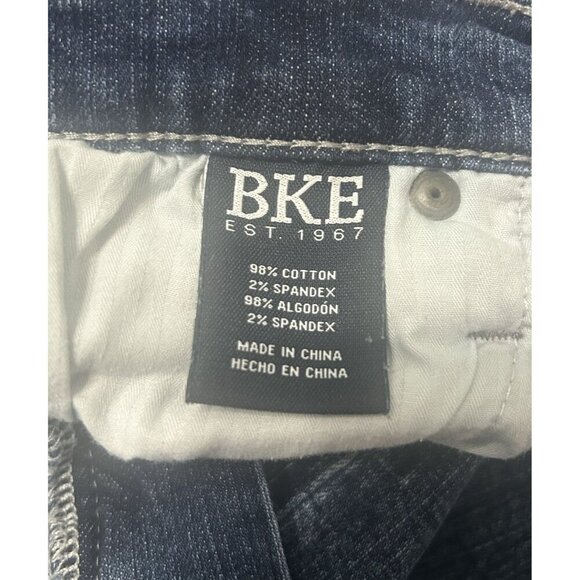 BKE
EST. 1967
98% COTTON
2% SPANDEX
98% ALGODÓN
2% SPANDEX
MADE IN CHINA
HECHO EN CHINA